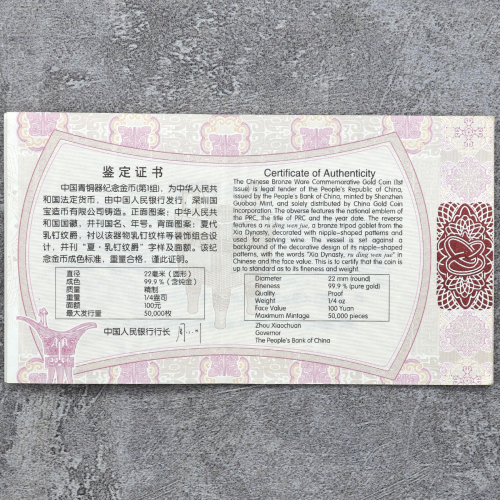 鉴定证书
中国青铜器纪念金币(第1组)，为中华人民共
和国法定货币，由中国人民银行发行，深圳国
宝造币有限公司铸造。正面图案：中华人民共
和国国名、国徽、年号。背面图案：夏代
乳钉纹爵，衬以该器物乳钉纹样等装饰组合设
计，并刊“夏·乳钉纹爵”字样及面额。该纪
念金币成色标准，重量合格，谨此证明。
直径 22毫米（圆形）
成色 99.9％（含纯金）
质量 精制
重量 1/4盎司
面额 100元
最大发行量 50,000枚
中国人民银行行长
Certificate of Authenticity
The Chinese Bronze Ware Commemorative Gold Coin (1st
Issue) is legal tender of the People's Republic of China,
issued by the People's Bank of China, minted by Shenzhen
Guobao Mint, and solely distributed by China Gold Coin
Incorporation. The obverse features the national emblem of
the PRC, the title of PRC and the year date. The reverse
features a ru ding wen jue, a bronze tripod goblet from the
Xia Dynasty, decorated with nipple-shaped patterns and
used for serving wine. The vessel is set against a
background of the decorative design of its nipple-shaped
patterns, with the words "Xia Dynasty, ru ding wen jue" in
Chinese and the face value. This is to certify that the coin is
up to standard as to its fineness and weight.
Diameter 22 mm (round)
Fineness 99.9 % (pure gold)
Quality Proof
Weight 1/4 oz
Face Value 100 Yuan
Maximum Mintage 50,000 pieces
Zhou Xiaochuan
Governor
The People's Bank of China